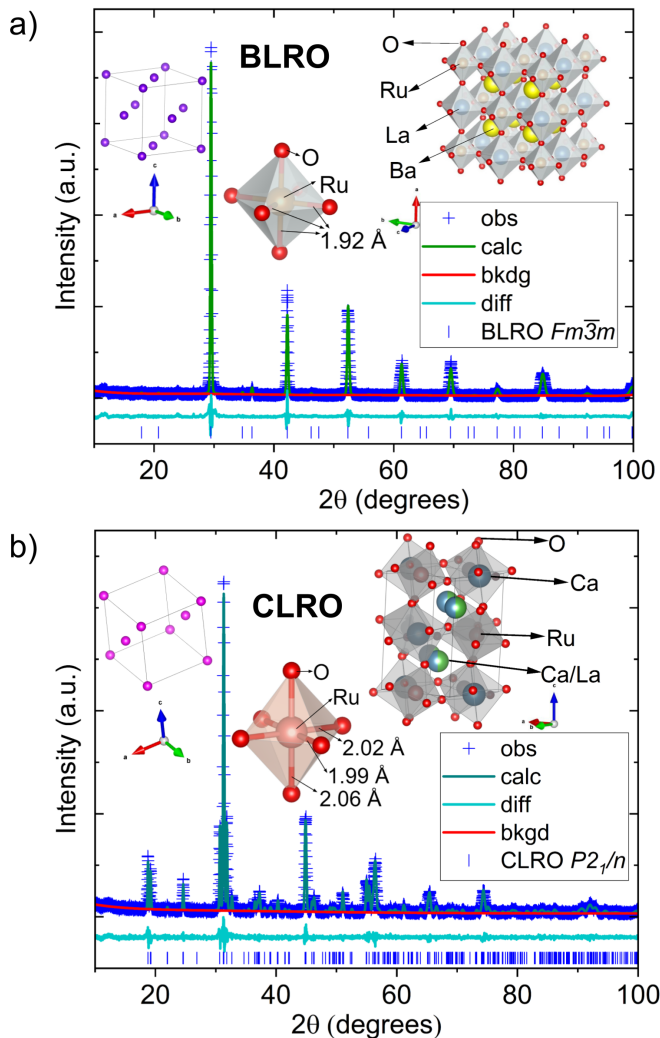 a)
BLRO
O
Ru
La
Ba
O
Ru
1.92 Å
c
a
b
a
b
c
obs
calc
bkdg
diff
BLRO Fm3̅m
Intensity (a.u.)
20 40 60 80 100
2θ (degrees)
b)
CLRO
O
Ca
Ru
Ca/La
O
Ru
2.02 Å
1.99 Å
2.06 Å
c
a
b
c
a
b
obs
calc
diff
bkgd
CLRO P2₁/n
Intensity (a.u.)
20 40 60 80 100
2θ (degrees)